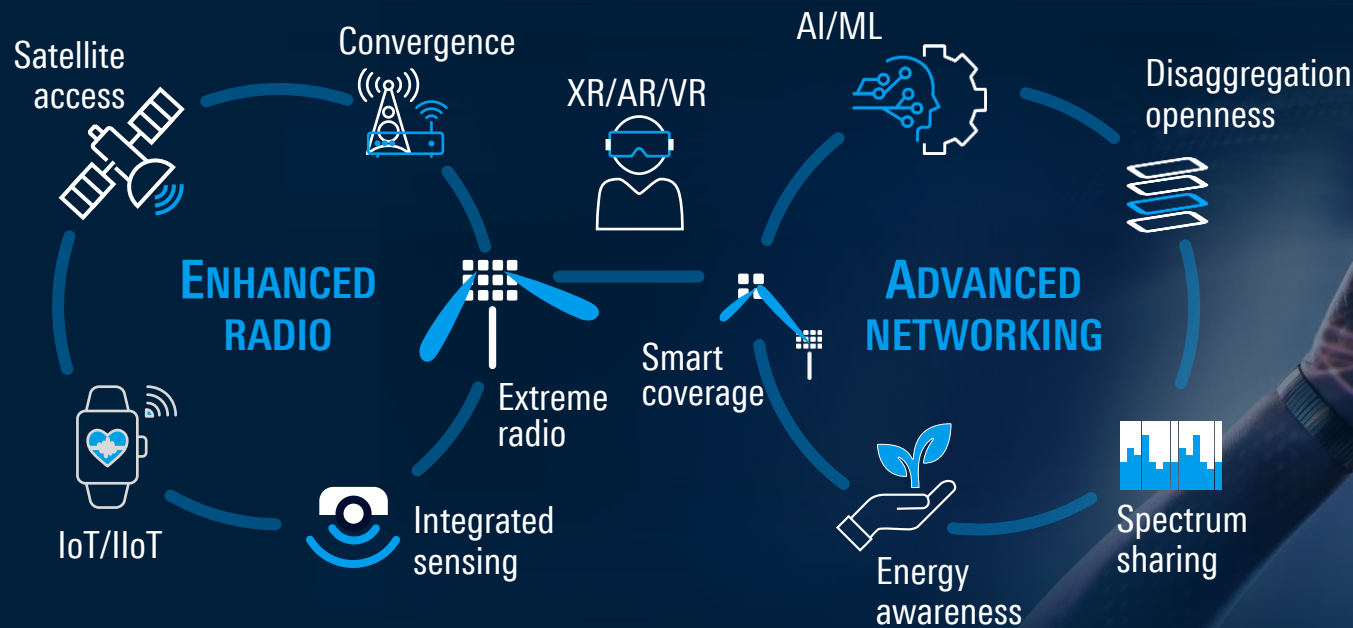 Satellite
access
Convergence
XR/AR/VR
AI/ML
Disaggregation
openness
ENHANCED
RADIO
ADVANCED
NETWORKING
Smart
coverage
Extreme
radio
IoT/IIoT
Integrated
sensing
Energy
awareness
Spectrum
sharing